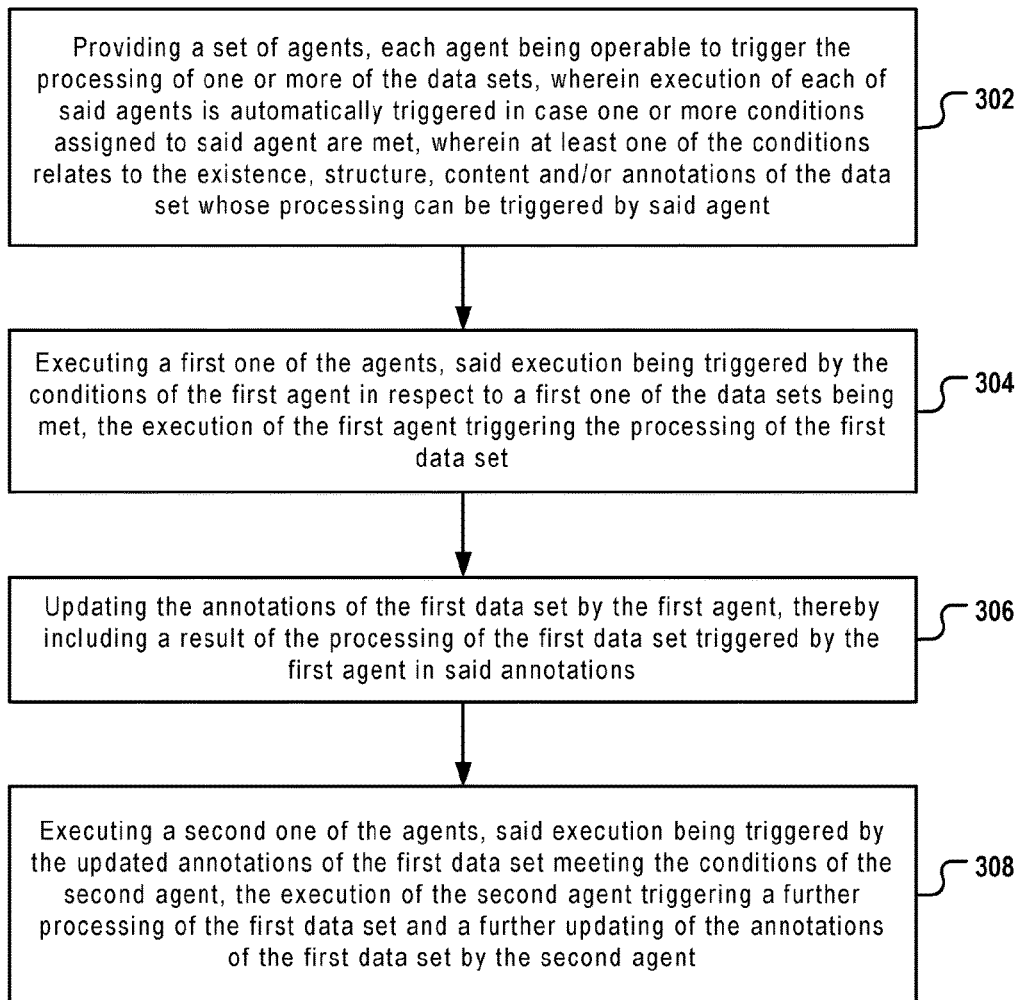 Providing a set of agents, each agent being operable to trigger the
processing of one or more of the data sets, wherein execution of each of
said agents is automatically triggered in case one or more conditions
assigned to said agent are met, wherein at least one of the conditions
relates to the existence, structure, content and/or annotations of the data
set whose processing can be triggered by said agent
302
Executing a first one of the agents, said execution being triggered by the
conditions of the first agent in respect to a first one of the data sets being
met, the execution of the first agent triggering the processing of the first
data set
304
Updating the annotations of the first data set by the first agent, thereby
including a result of the processing of the first data set triggered by the
first agent in said annotations
306
Executing a second one of the agents, said execution being triggered by
the updated annotations of the first data set meeting the conditions of the
second agent, the execution of the second agent triggering a further
processing of the first data set and a further updating of the annotations
of the first data set by the second agent
308